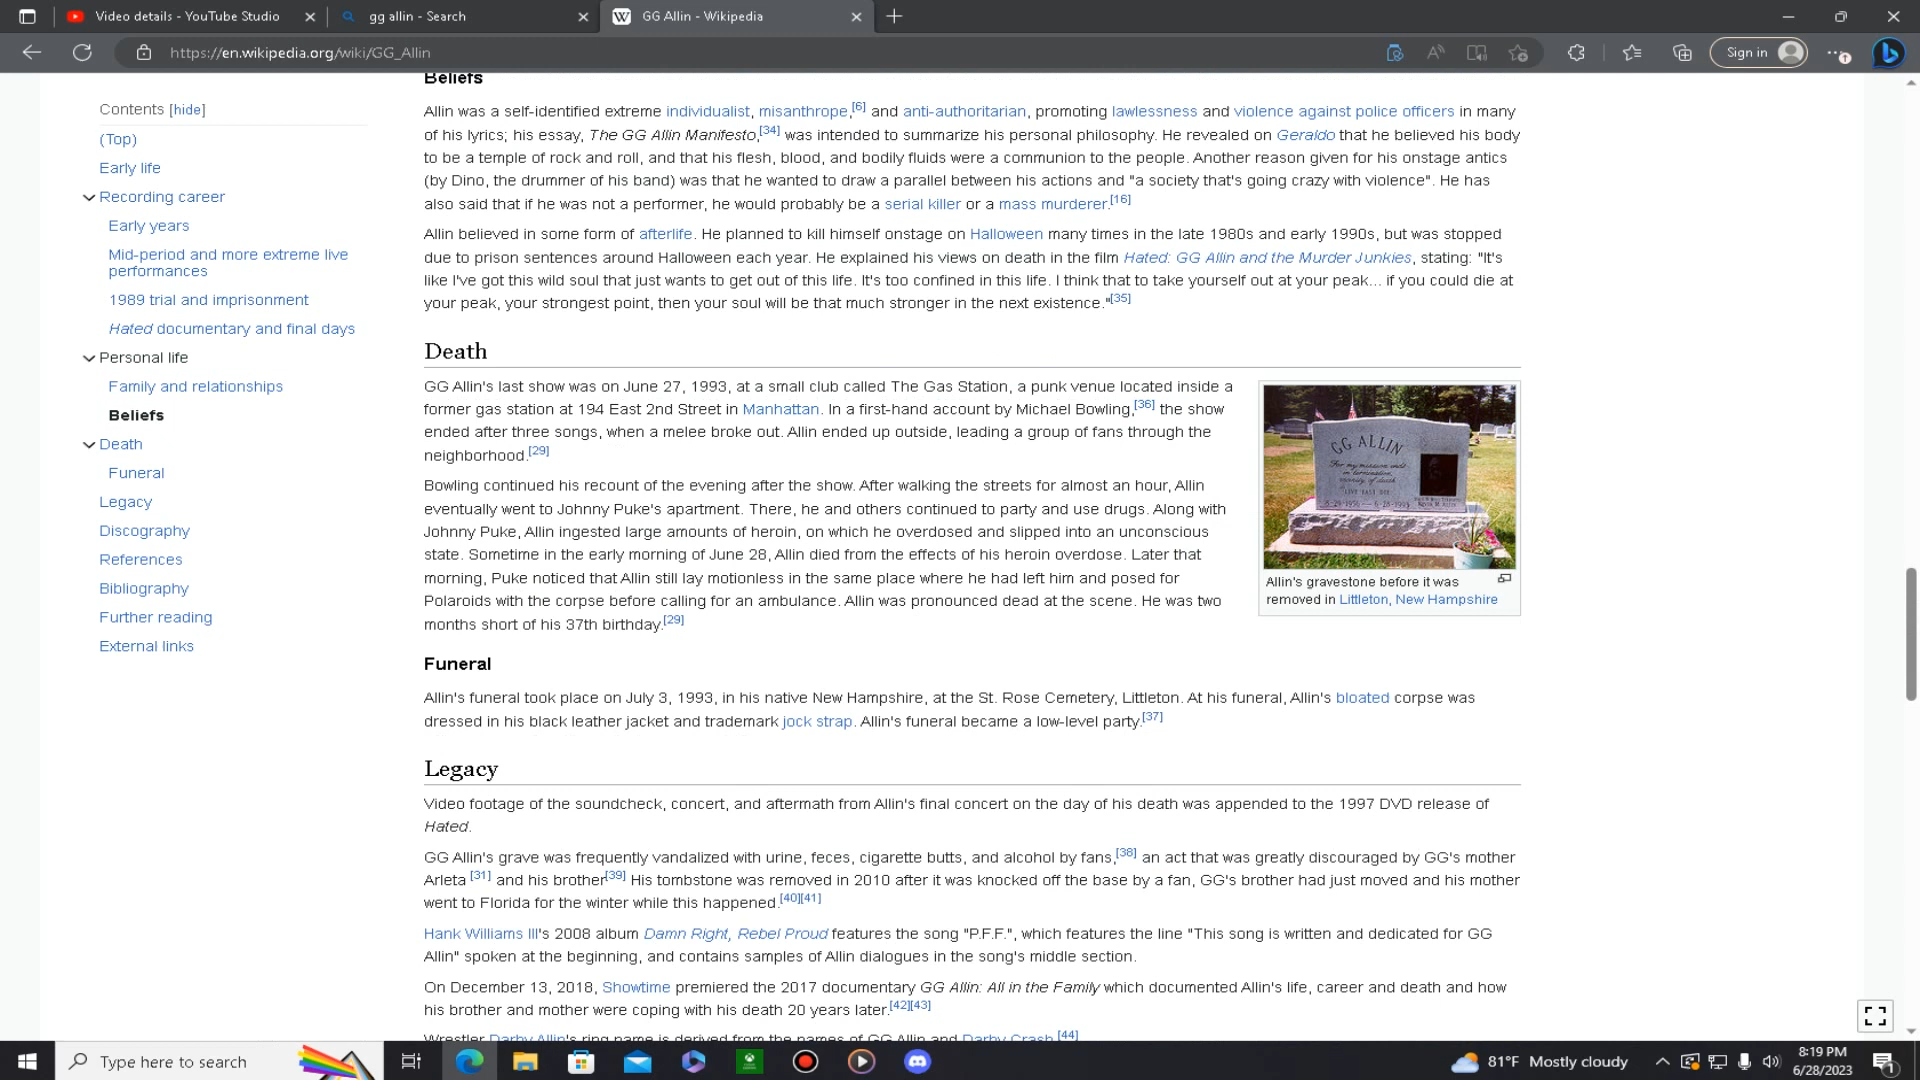 Video details - YouTube Studio
gg allin - Search
GG Allin - Wikipedia
https://en.wikipedia.org/wiki/GG_Allin
Sign in
Contents [hide]
(Top)
Early life
Recording career
Early years
Mid-period and more extreme live
performances
1989 trial and imprisonment
Hated documentary and final days
Personal life
Family and relationships
Beliefs
Death
Funeral
Legacy
Discography
References
Bibliography
Further reading
External links
Beliefs
Allin was a self-identified extreme individualist, misanthrope,[6] and anti-authoritarian, promoting lawlessness and violence against police officers in many
of his lyrics; his essay, The GG Allin Manifesto,[34] was intended to summarize his personal philosophy. He revealed on Geraldo that he believed his body
to be a temple of rock and roll, and that his flesh, blood, and bodily fluids were a communion to the people. Another reason given for his onstage antics
(by Dino, the drummer of his band) was that he wanted to draw a parallel between his actions and "a society that's going crazy with violence". He has
also said that if he was not a performer, he would probably be a serial killer or a mass murderer.[16]
Allin believed in some form of afterlife. He planned to kill himself onstage on Halloween many times in the late 1980s and early 1990s, but was stopped
due to prison sentences around Halloween each year. He explained his views on death in the film Hated: GG Allin and the Murder Junkies, stating: "It's
like I've got this wild soul that just wants to get out of this life. It's too confined in this life. I think that to take yourself out at your peak... if you could die at
your peak, your strongest point, then your soul will be that much stronger in the next existence."[35]
Death
GG Allin's last show was on June 27, 1993, at a small club called The Gas Station, a punk venue located inside a
former gas station at 194 East 2nd Street in Manhattan. In a first-hand account by Michael Bowling,[36] the show
ended after three songs, when a melee broke out. Allin ended up outside, leading a group of fans through the
neighborhood.[29]
Bowling continued his recount of the evening after the show. After walking the streets for almost an hour, Allin
eventually went to Johnny Puke's apartment. There, he and others continued to party and use drugs. Along with
Johnny Puke, Allin ingested large amounts of heroin, on which he overdosed and slipped into an unconscious
state. Sometime in the early morning of June 28, Allin died from the effects of his heroin overdose. Later that
morning, Puke noticed that Allin still lay motionless in the same place where he had left him and posed for
Polaroids with the corpse before calling for an ambulance. Allin was pronounced dead at the scene. He was two
months short of his 37th birthday.[29]
GG ALLIN
For my mission ends
in termination,
LIVE FAST DIE
Allin's gravestone before it was
removed in Littleton, New Hampshire
Funeral
Allin's funeral took place on July 3, 1993, in his native New Hampshire, at the St. Rose Cemetery, Littleton. At his funeral, Allin's bloated corpse was
dressed in his black leather jacket and trademark jock strap. Allin's funeral became a low-level party.[37]
Legacy
Video footage of the soundcheck, concert, and aftermath from Allin's final concert on the day of his death was appended to the 1997 DVD release of
Hated.
GG Allin's grave was frequently vandalized with urine, feces, cigarette butts, and alcohol by fans,[38] an act that was greatly discouraged by GG's mother
Arleta [31] and his brother[39] His tombstone was removed in 2010 after it was knocked off the base by a fan, GG's brother had just moved and his mother
went to Florida for the winter while this happened.[40][41]
Hank Williams III's 2008 album Damn Right, Rebel Proud features the song "P.F.F.", which features the line "This song is written and dedicated for GG
Allin" spoken at the beginning, and contains samples of Allin dialogues in the song's middle section.
On December 13, 2018, Showtime premiered the 2017 documentary GG Allin: All in the Family which documented Allin's life, career and death and how
his brother and mother were coping with his death 20 years later.[42][43]
Wrestler Darby Allin's ring name is derived from the names of GG Allin and Darby Crash.[44]
Type here to search
81°F Mostly cloudy
8:19 PM
6/28/2023
1